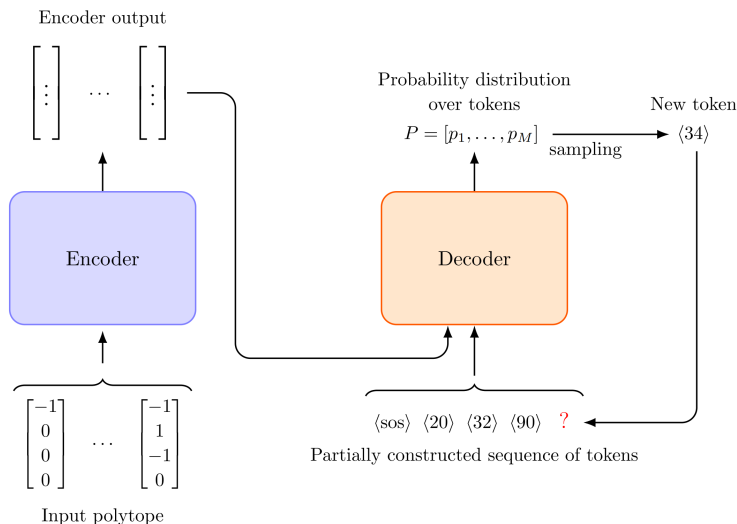 Encoder output
⋮ ⋯ ⋮
Encoder
−1 −1
0 1
0 ⋯ −1
0 0
Input polytope
Probability distribution
over tokens
P = [p₁, …, p_M]
sampling
New token
⟨34⟩
Decoder
⟨sos⟩ ⟨20⟩ ⟨32⟩ ⟨90⟩ ?
Partially constructed sequence of tokens